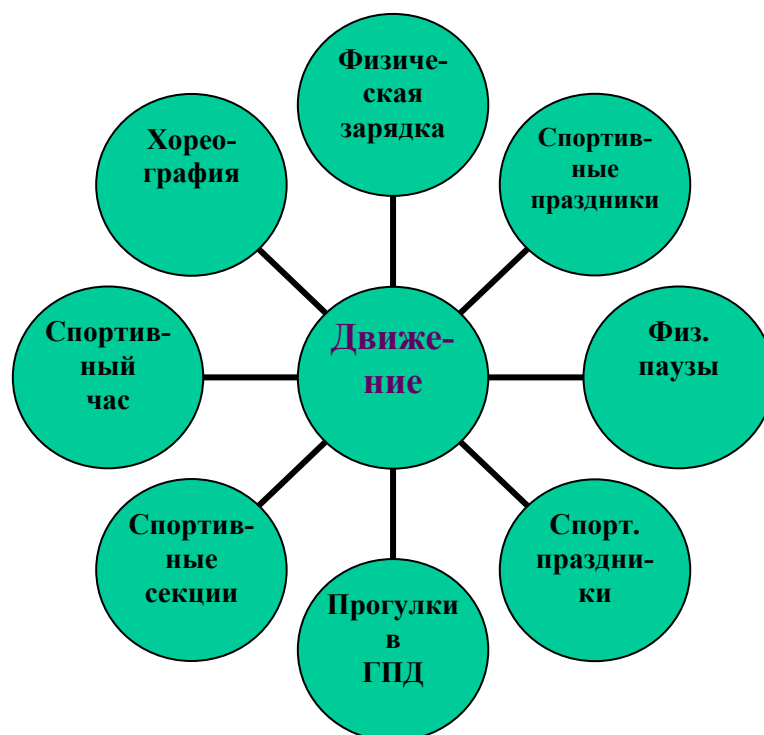 Физиче-
ская
зарядка
Хорео-
графия
Спортив-
ные
праздники
Спортив-
ный
час
Движе-
ние
Физ.
паузы
Спортив-
ные
секции
Спорт.
праздни-
ки
Прогулки
в
ГПД